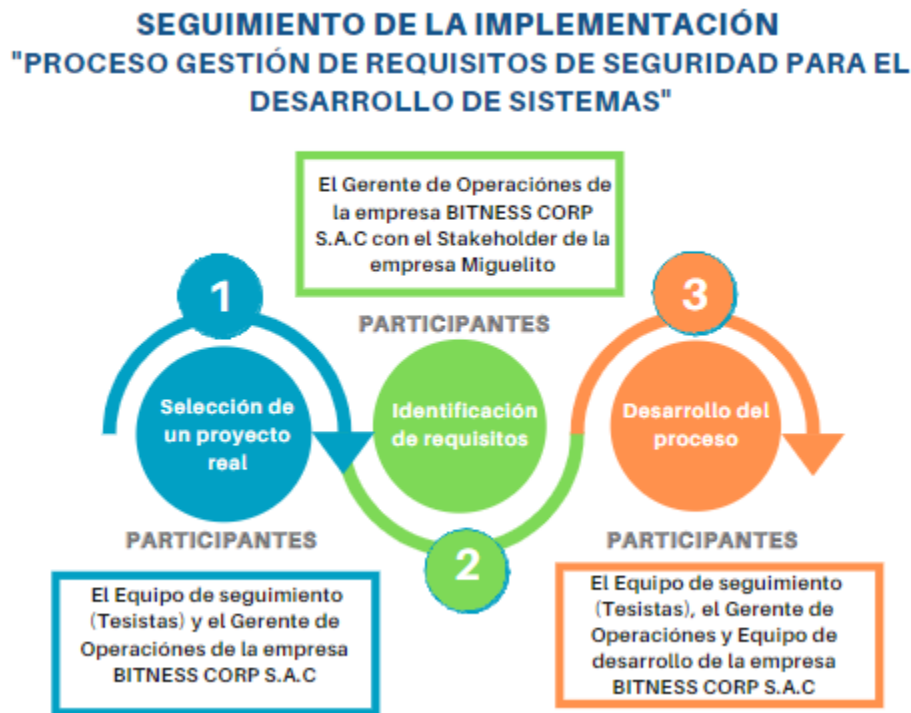 SEGUIMIENTO DE LA IMPLEMENTACIÓN
"PROCESO GESTIÓN DE REQUISITOS DE SEGURIDAD PARA EL
DESARROLLO DE SISTEMAS"
1
Selección de
un proyecto
real
PARTICIPANTES
El Equipo de seguimiento
(Tesistas) y el Gerente de
Operaciónes de la empresa
BITNESS CORP S.A.C
El Gerente de Operaciónes de
la empresa BITNESS CORP
S.A.C con el Stakeholder de la
empresa Miguelito
PARTICIPANTES
Identificación
de requisitos
2
3
Desarrollo del
proceso
PARTICIPANTES
El Equipo de seguimiento
(Tesistas), el Gerente de
Operaciónes y Equipo de
desarrollo de la empresa
BITNESS CORP S.A.C